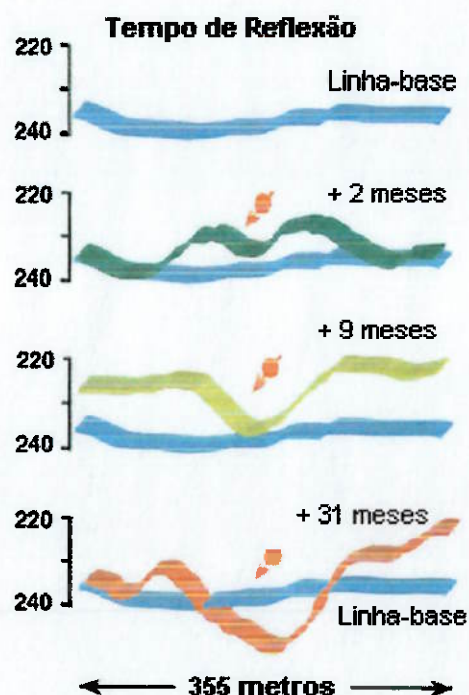 Tempo de Reflexão
220
Linha-base
240
+ 2 meses
220
240
+ 9 meses
220
240
+ 31 meses
220
240
Linha-base
355 metros